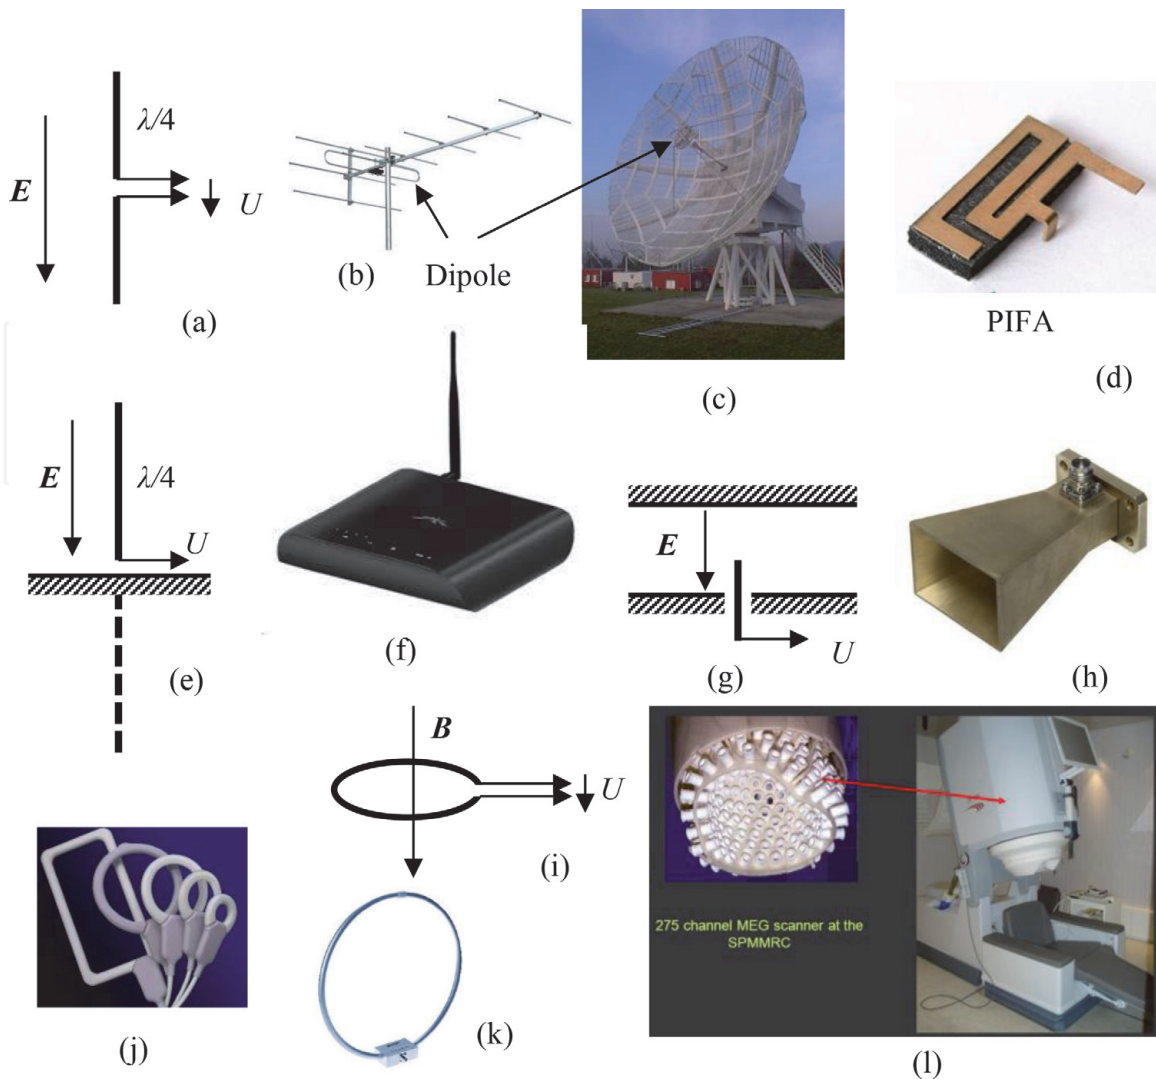 λ/4
E
U
(a)
(b)
Dipole
(c)
PIFA
(d)
E
λ/4
U
(e)
(f)
E
U
(g)
(h)
B
U
(i)
(j)
S
(k)
275 channel MEG scanner at the
SPMMRC
(l)